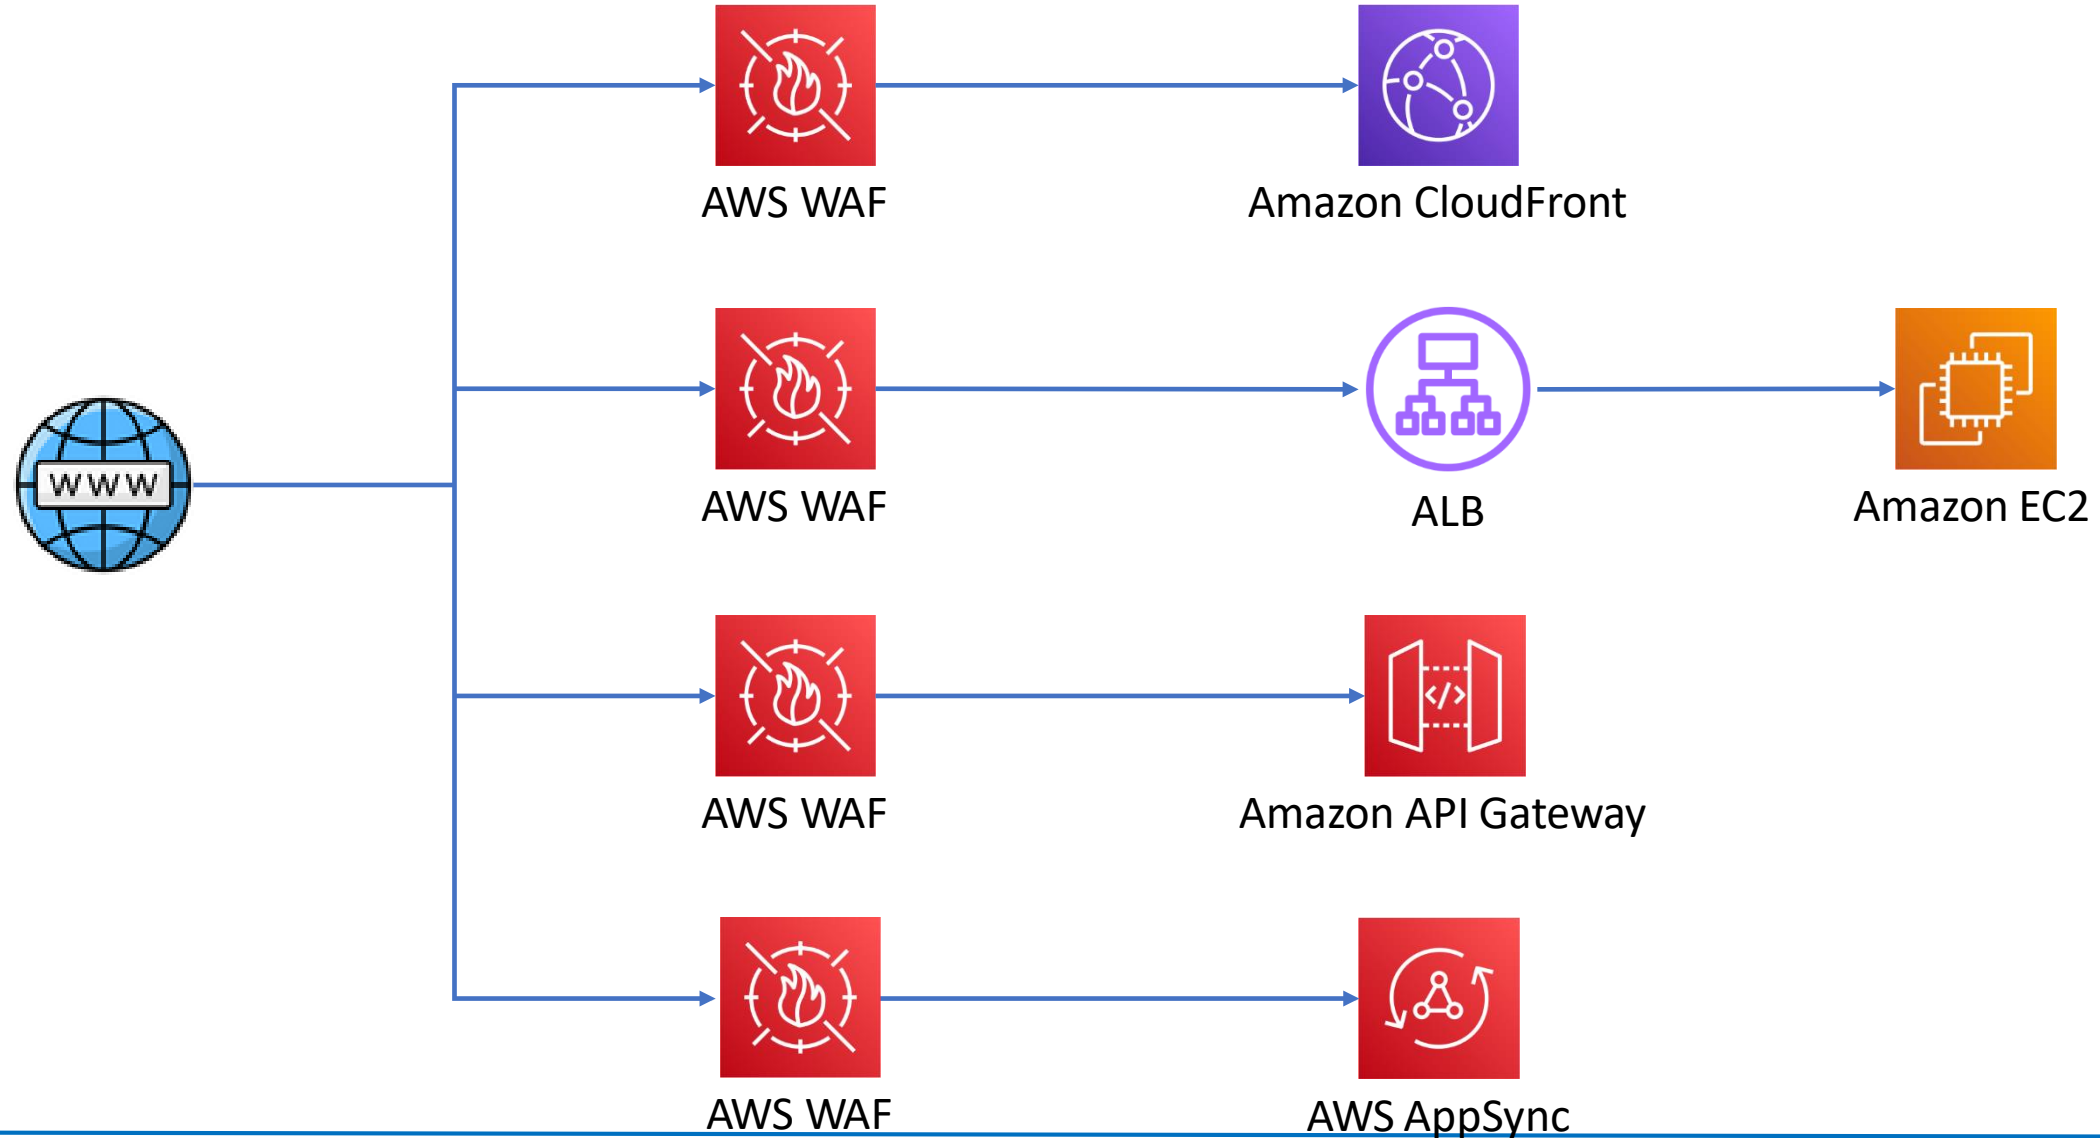 AWS WAF
Amazon CloudFront
AWS WAF
ALB
Amazon EC2
WWW
AWS WAF
</>
Amazon API Gateway
AWS WAF
AWS AppSync